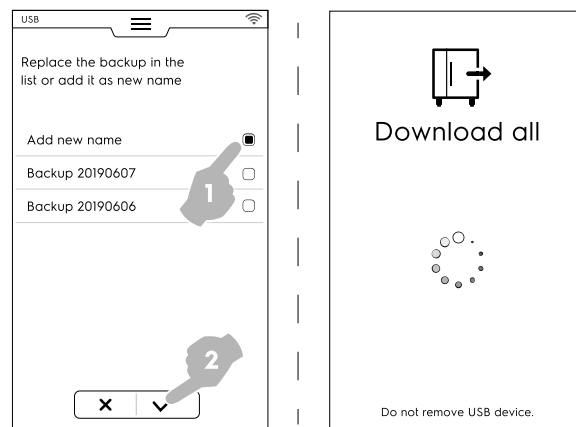 USB
Replace the backup in the
list or add it as new name
Add new name
Backup 20190607
Backup 20190606
1
2
Download all
Do not remove USB device.